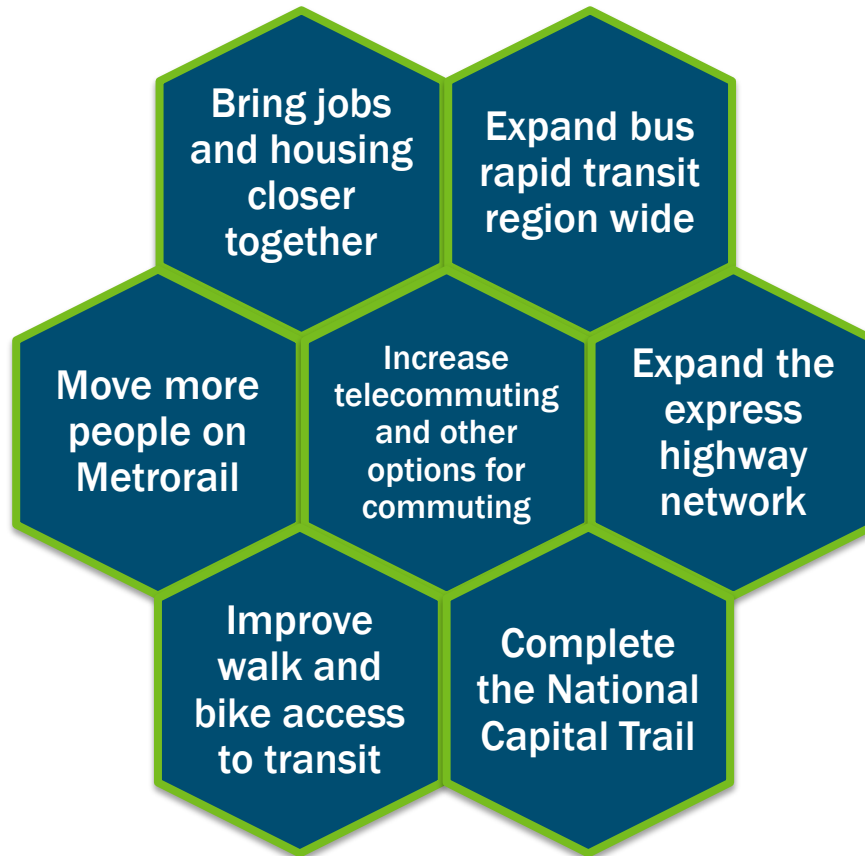 Bring jobs
and housing
closer
together
Expand bus
rapid transit
region wide
Move more
people on
Metrorail
Increase
telecommuting
and other
options for
commuting
Expand the
express
highway
network
Improve
walk and
bike access
to transit
Complete
the National
Capital Trail